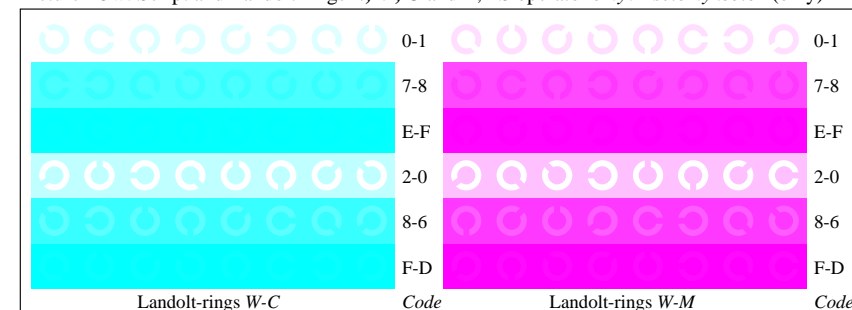 0-1 0-1
7-8 7-8
E-F E-F
2-0 2-0
8-6 8-6
F-D F-D
Landolt-rings W-C Code Landolt-rings W-M Code